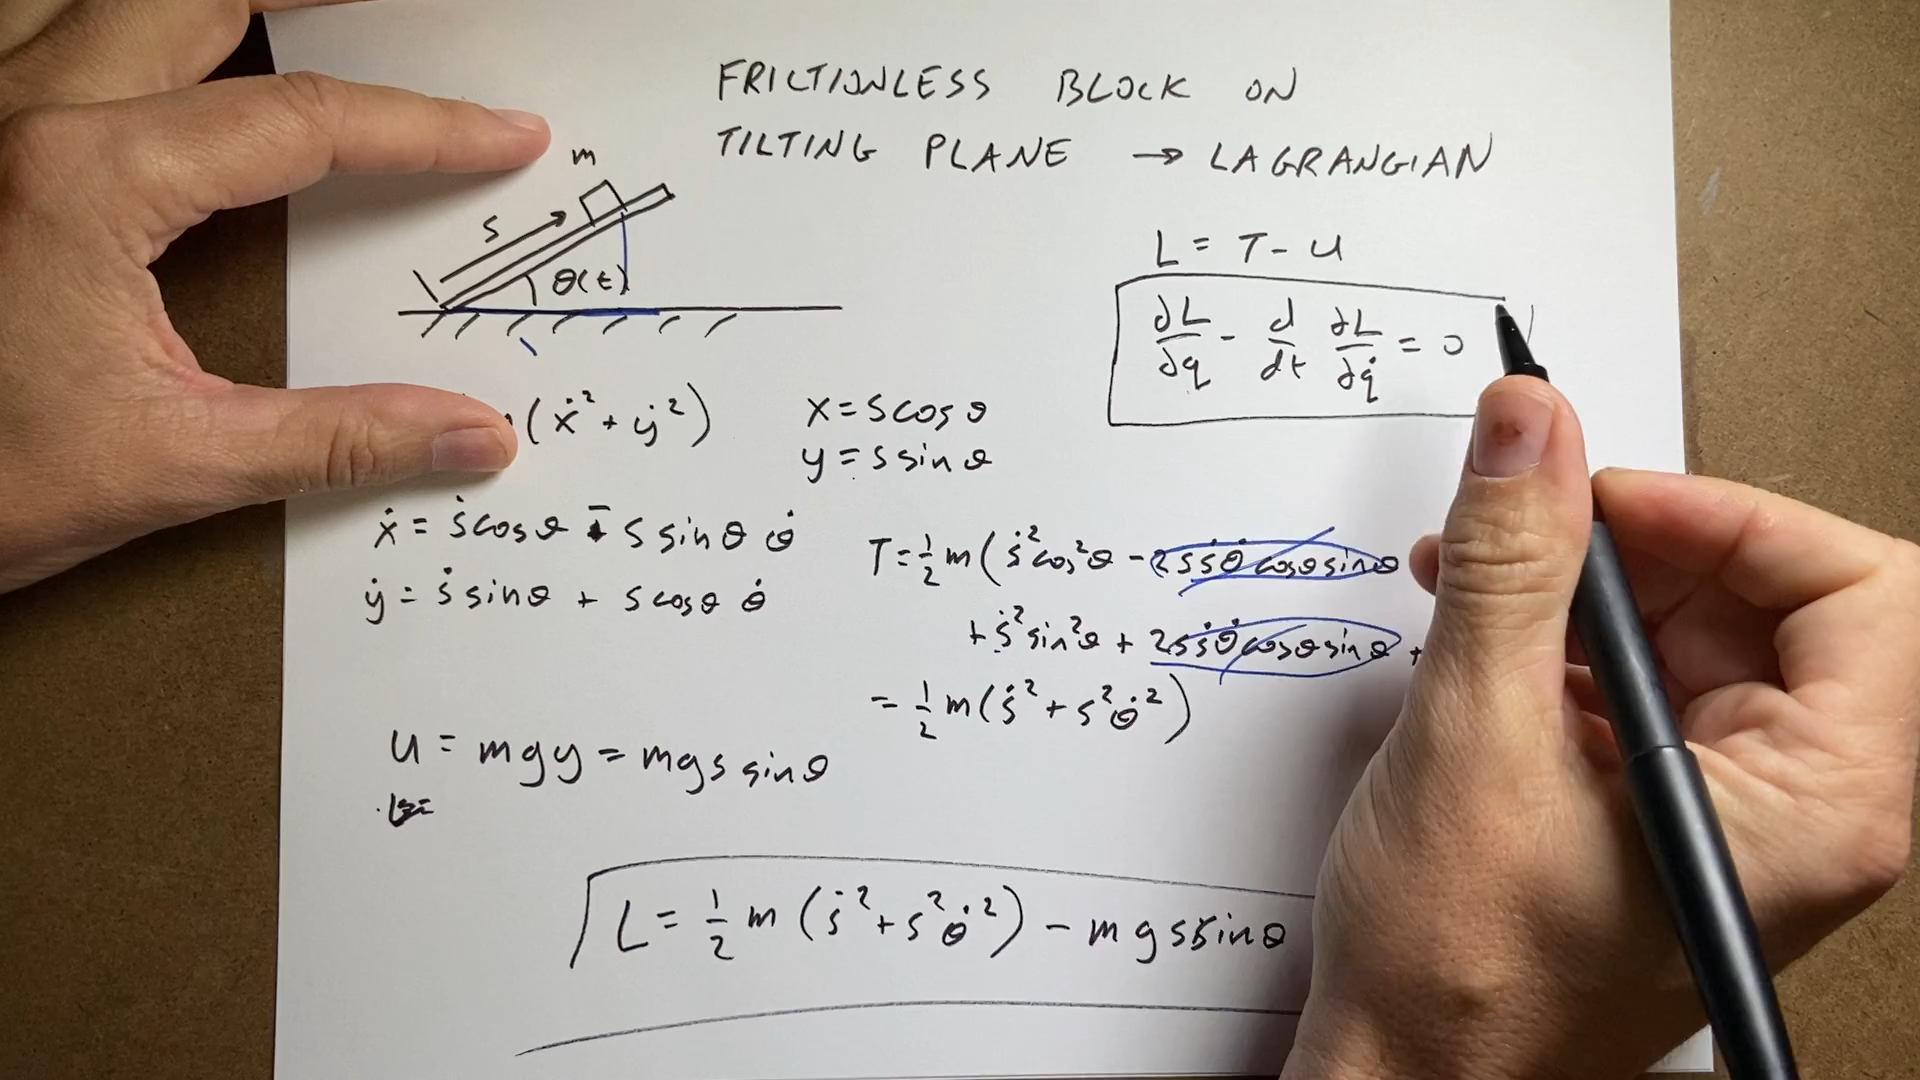 FRICTIONLESS BLOCK ON
TILTING PLANE → LAGRANGIAN
m
s
θ(t)
L = T - U
∂L/∂q - d/dt ∂L/∂q̇ = 0
(ẋ² + ẏ²)
x = s cos θ
y = s sin θ
ẋ = ṡ cos θ - s sin θ θ̇
ẏ = ṡ sin θ + s cos θ θ̇
T = 1/2 m (ṡ² cos² θ - 2sṡθ̇ cos θ sin θ
+ ṡ² sin² θ + 2sṡθ̇ cos θ sin θ +
= 1/2 m (ṡ² + s²θ̇²)
U = mgy = mgs sin θ
L = 1/2 m (ṡ² + s²θ̇²) - mgs sin θ